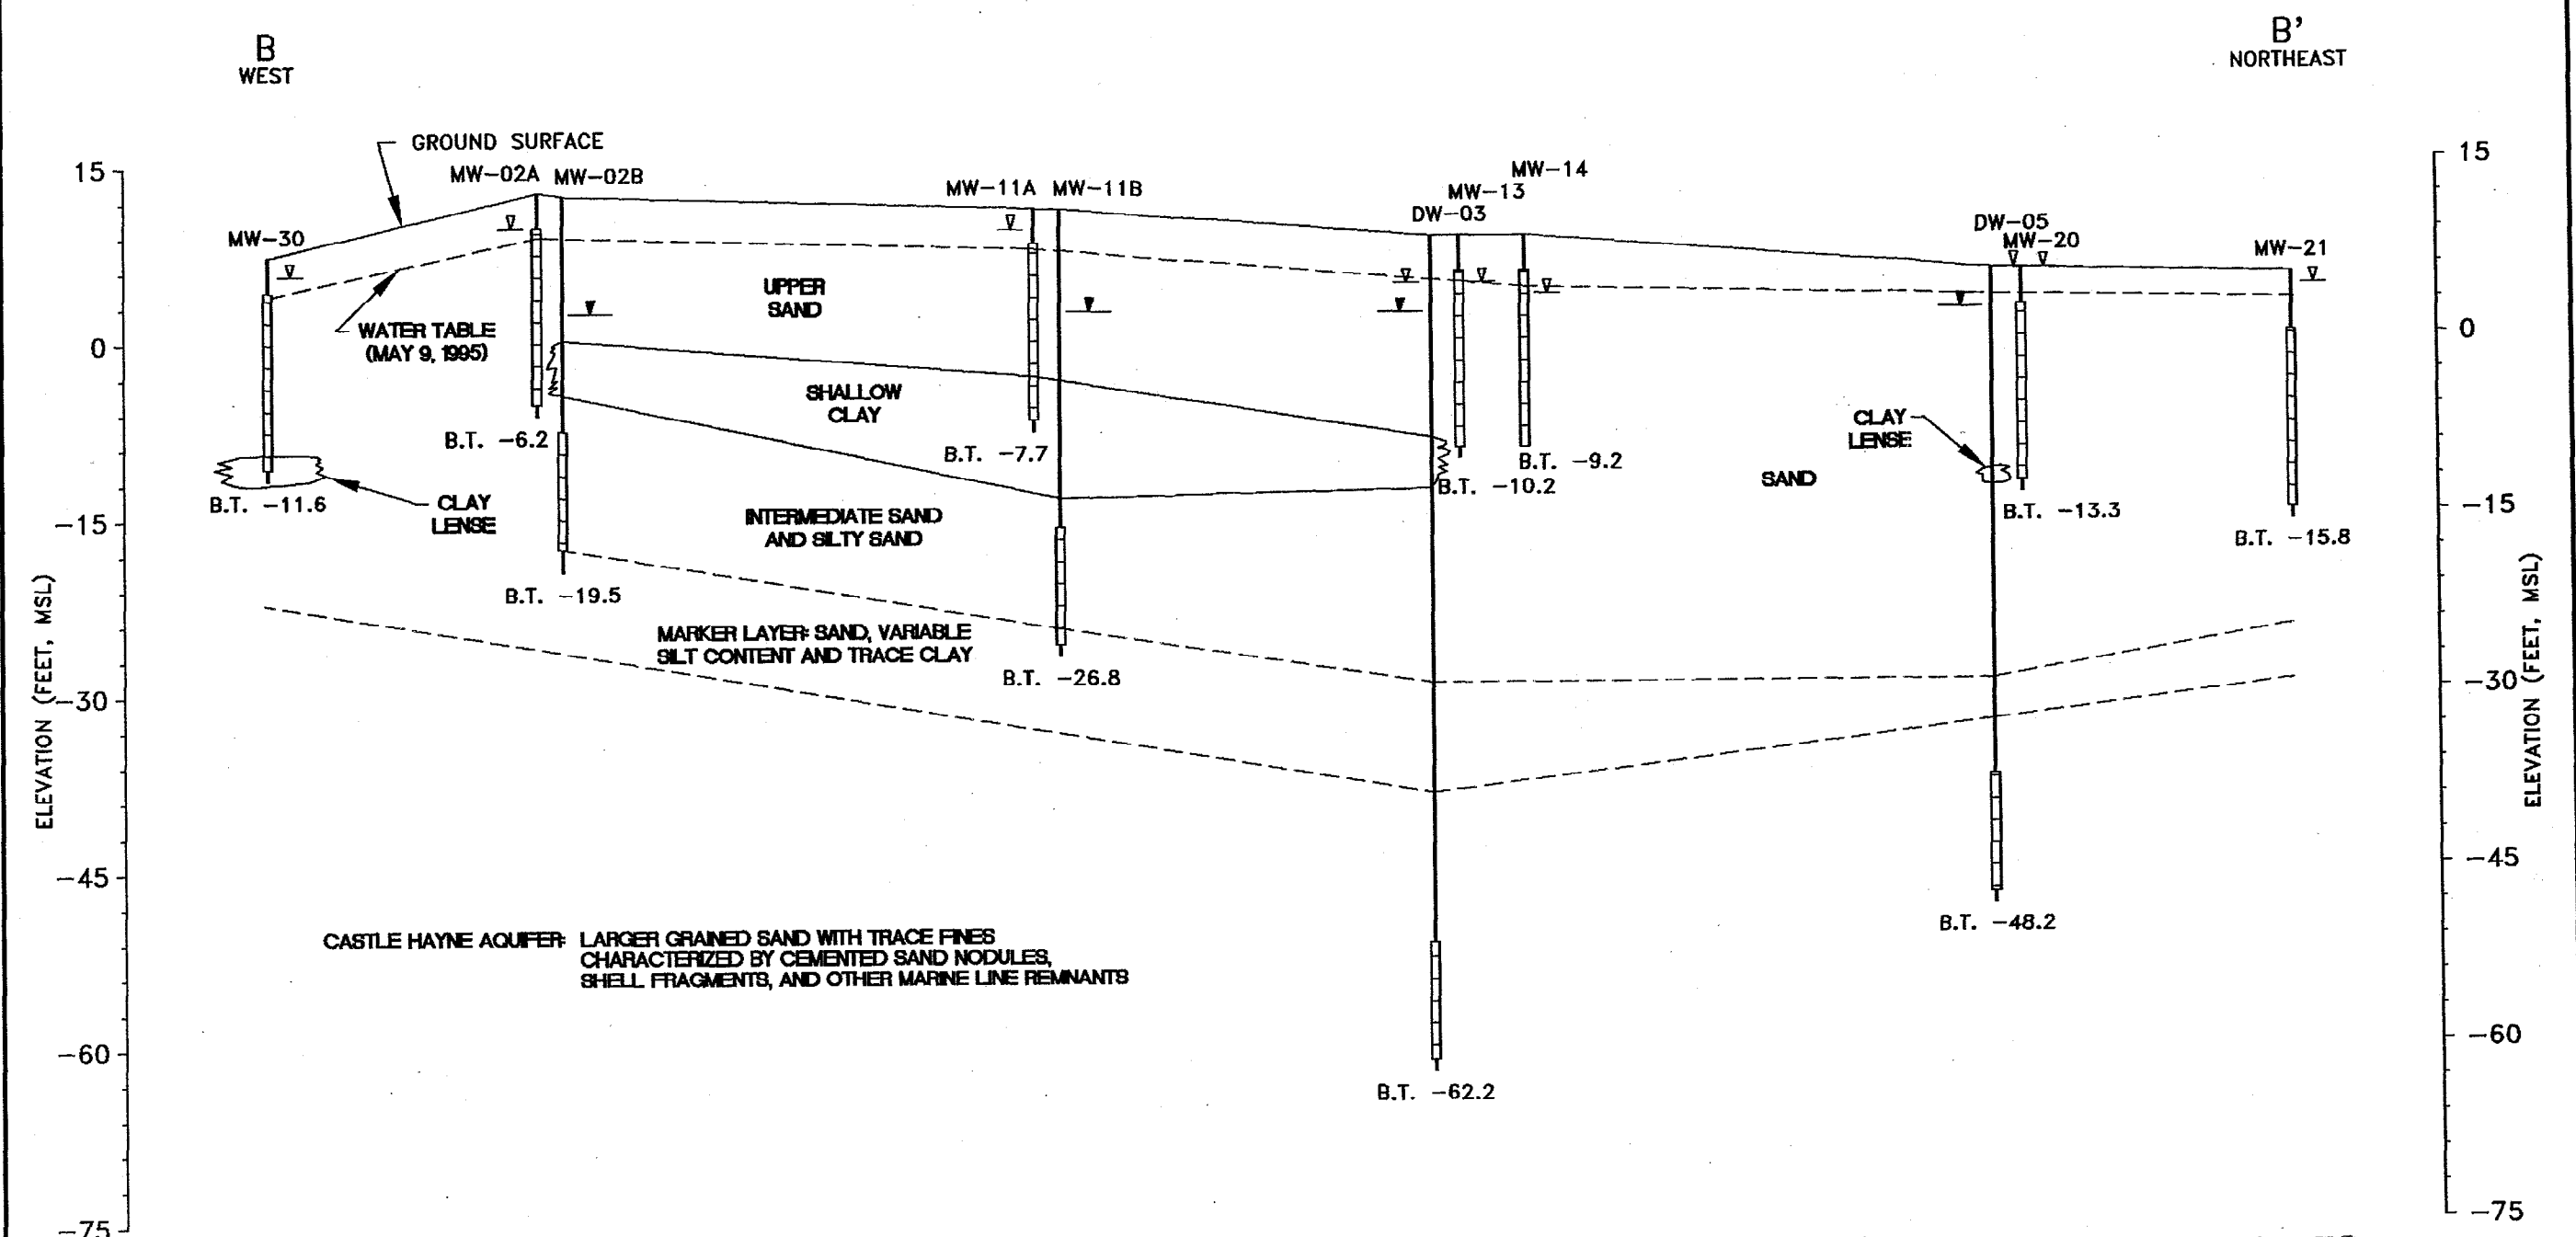 B
WEST
B'
NORTHEAST
GROUND SURFACE
MW-02A
MW-02B
MW-30
MW-11A
MW-11B
MW-14
MW-13
DW-03
DW-05
MW-20
MW-21
15
0
-15
-30
-45
-60
-75
ELEVATION (FEET, MSL)
WATER TABLE
(MAY 9, 1995)
UPPER
SAND
SHALLOW
CLAY
B.T. -6.2
B.T. -7.7
B.T. -9.2
B.T. -10.2
B.T. -11.6
CLAY
LENSE
INTERMEDIATE SAND
AND SILTY SAND
SAND
CLAY
LENSE
B.T. -13.3
B.T. -15.8
B.T. -19.5
MARKER LAYER: SAND, VARIABLE
SILT CONTENT AND TRACE CLAY
B.T. -26.8
B.T. -48.2
B.T. -62.2
CASTLE HAYNE AQUIFER: LARGER GRAINED SAND WITH TRACE FINES
CHARACTERIZED BY CEMENTED SAND NODULES,
SHELL FRAGMENTS, AND OTHER MARINE LINE REMNANTS
15
0
-15
-30
-45
-60
-75
ELEVATION (FEET, MSL)